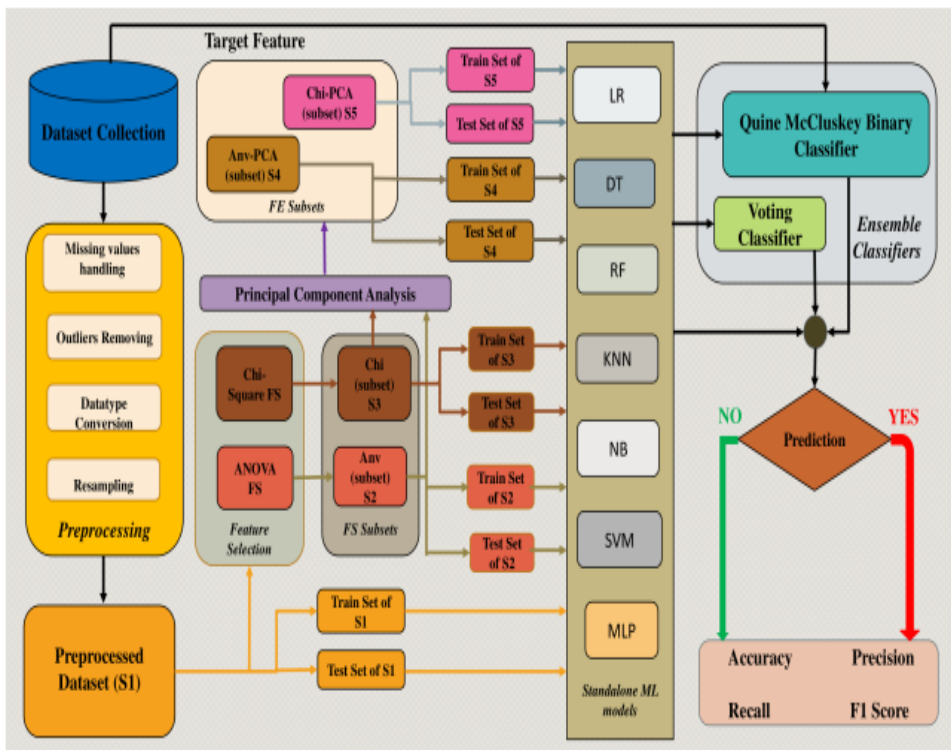 Target Feature
Dataset Collection
Missing values
handling
Outliers Removing
Datatype
Conversion
Resampling
Preprocessing
Preprocessed
Dataset (S1)
Chi-PCA
(subset) S5
Anv-PCA
(subset) S4
FE Subsets
Principal Component Analysis
Chi-
Square FS
ANOVA
FS
Feature
Selection
Chi
(subset)
S3
Anv
(subset)
S2
FS Subsets
Train Set of
S5
Test Set of S5
Train Set of
S4
Test Set of
S4
Train Set
of S3
Test Set
of S3
Train Set
of S2
Test Set
of S2
Train Set of
S1
Test Set of S1
LR
DT
RF
KNN
NB
SVM
MLP
Standalone ML
models
Quine McCluskey Binary
Classifier
Voting
Classifier
Ensemble
Classifiers
NO
YES
Prediction
Accuracy Precision
Recall F1 Score